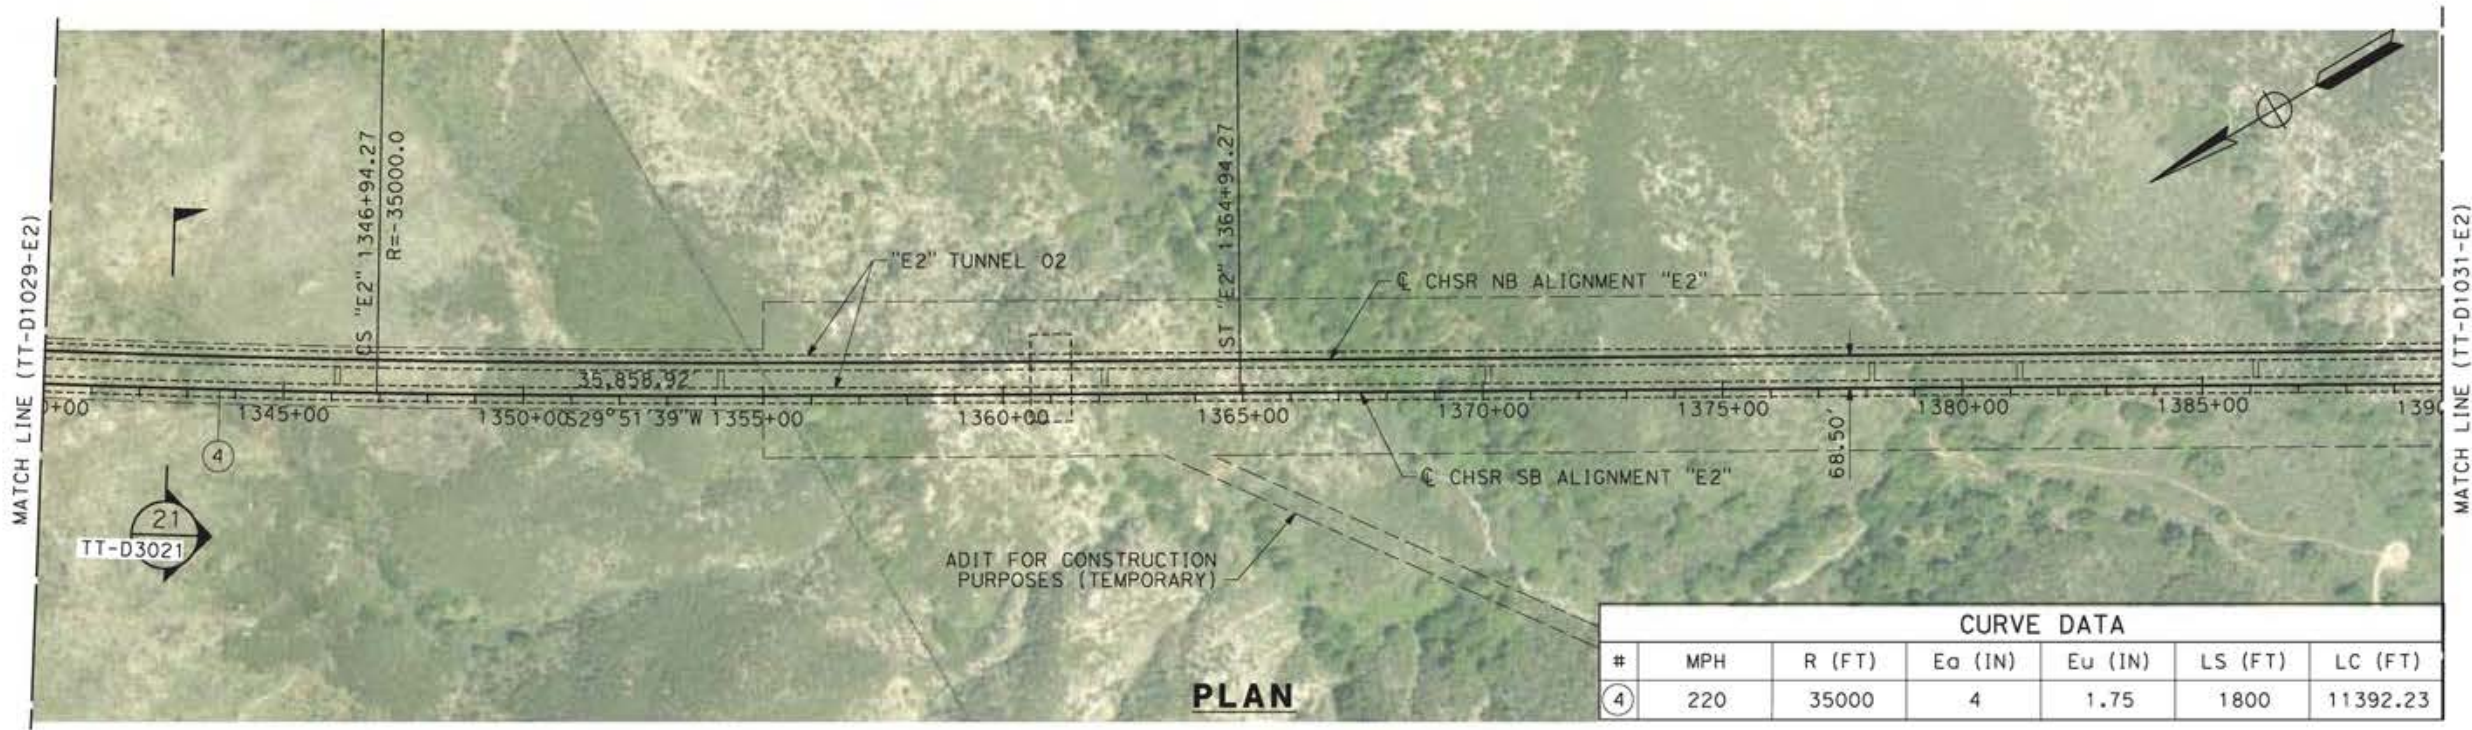 MATCH LINE (TT-D1029-E2)
CS "E2" 1346+94.27
R=-35000.0
ST "E2" 1364+94.27
"E2" TUNNEL 02
℄ CHSR NB ALIGNMENT "E2"
35,858.92'
1345+00
1350+00
S29°51'39"W
1355+00
1360+00
1365+00
1370+00
1375+00
1380+00
1385+00
4
℄ CHSR SB ALIGNMENT "E2"
68.50'
21
TT-D3021
ADIT FOR CONSTRUCTION
PURPOSES (TEMPORARY)
PLAN
CURVE DATA
# MPH R (FT) Ea (IN) Eu (IN) LS (FT) LC (FT)
4 220 35000 4 1.75 1800 11392.23
MATCH LINE (TT-D1031-E2)